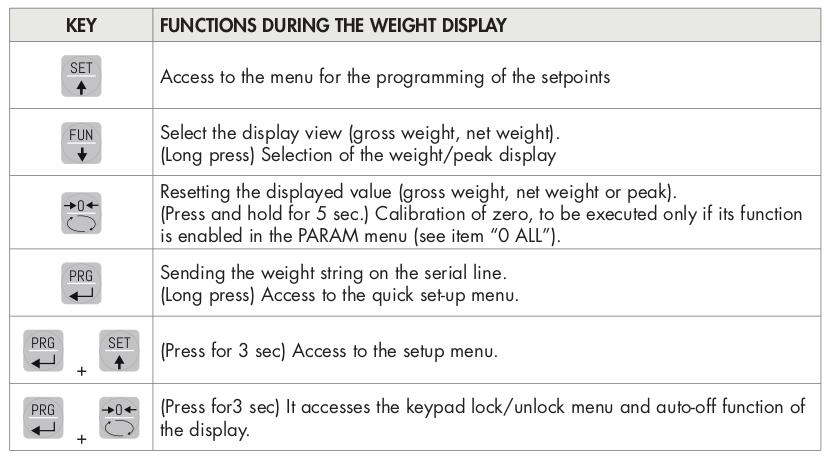 KEY FUNCTIONS DURING THE WEIGHT DISPLAY
SET
Access to the menu for the programming of the setpoints
FUN
Select the display view (gross weight, net weight).
(Long press) Selection of the weight/peak display
→0←
Resetting the displayed value (gross weight, net weight or peak).
(Press and hold for 5 sec.) Calibration of zero, to be executed only if its function
is enabled in the PARAM menu (see item “0 ALL”).
PRG
Sending the weight string on the serial line.
(Long press) Access to the quick set-up menu.
PRG + SET
(Press for 3 sec) Access to the setup menu.
PRG + →0←
(Press for3 sec) It accesses the keypad lock/unlock menu and auto-off function of
the display.